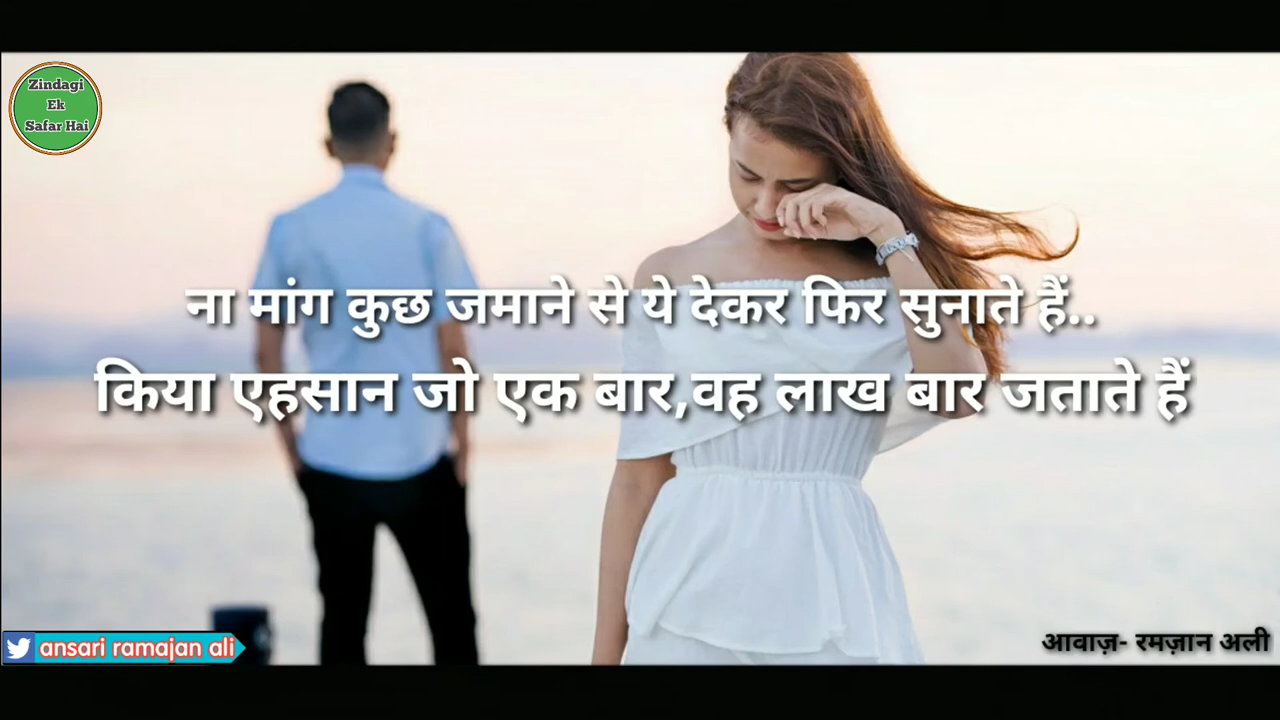 Zindagi
Ek
Safar Hai
ना मांग कुछ जमाने से ये देकर फिर सुनाते हैं..
किया एहसान जो एक बार,वह लाख बार जताते हैं
ansari ramajan ali
आवाज़- रमज़ान अली